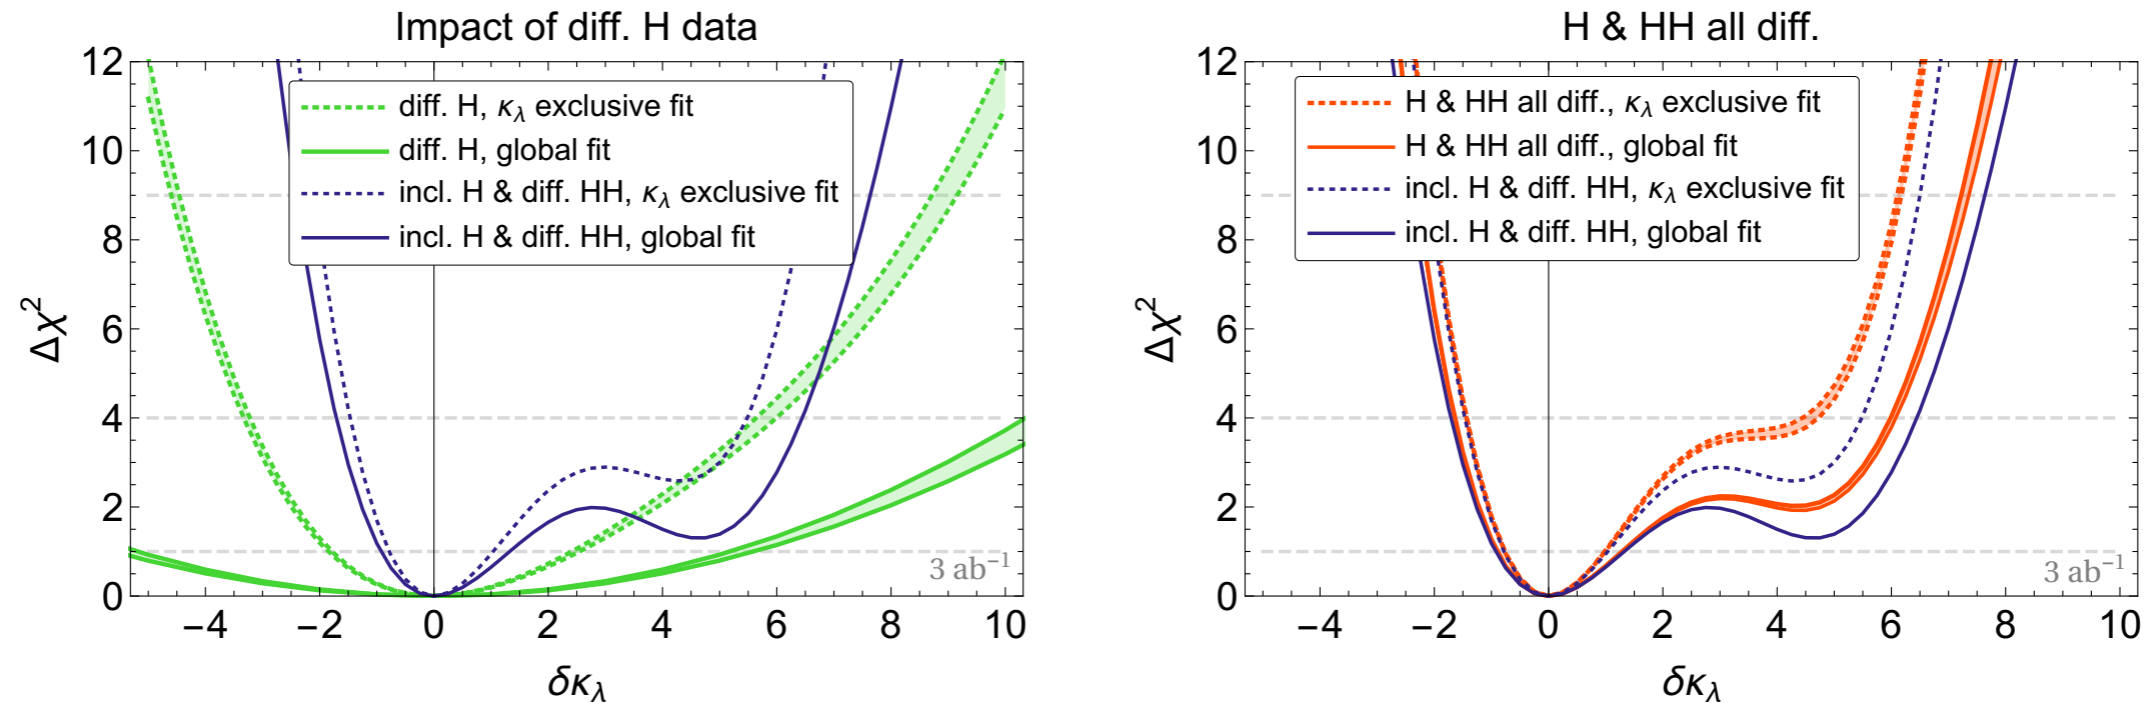 Impact of diff. H data
12
10
8
6
4
2
0
Δχ²
diff. H, κλ exclusive fit
diff. H, global fit
incl. H & diff. HH, κλ exclusive fit
incl. H & diff. HH, global fit
3 ab⁻¹
−4 −2 0 2 4 6 8 10
δκλ
H & HH all diff.
12
10
8
6
4
2
0
Δχ²
H & HH all diff., κλ exclusive fit
H & HH all diff., global fit
incl. H & diff. HH, κλ exclusive fit
incl. H & diff. HH, global fit
3 ab⁻¹
−4 −2 0 2 4 6 8 10
δκλ